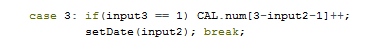 case 3: if(input3 == 1) CAL.num[3-input2-1]++;
setDate(input2); break;